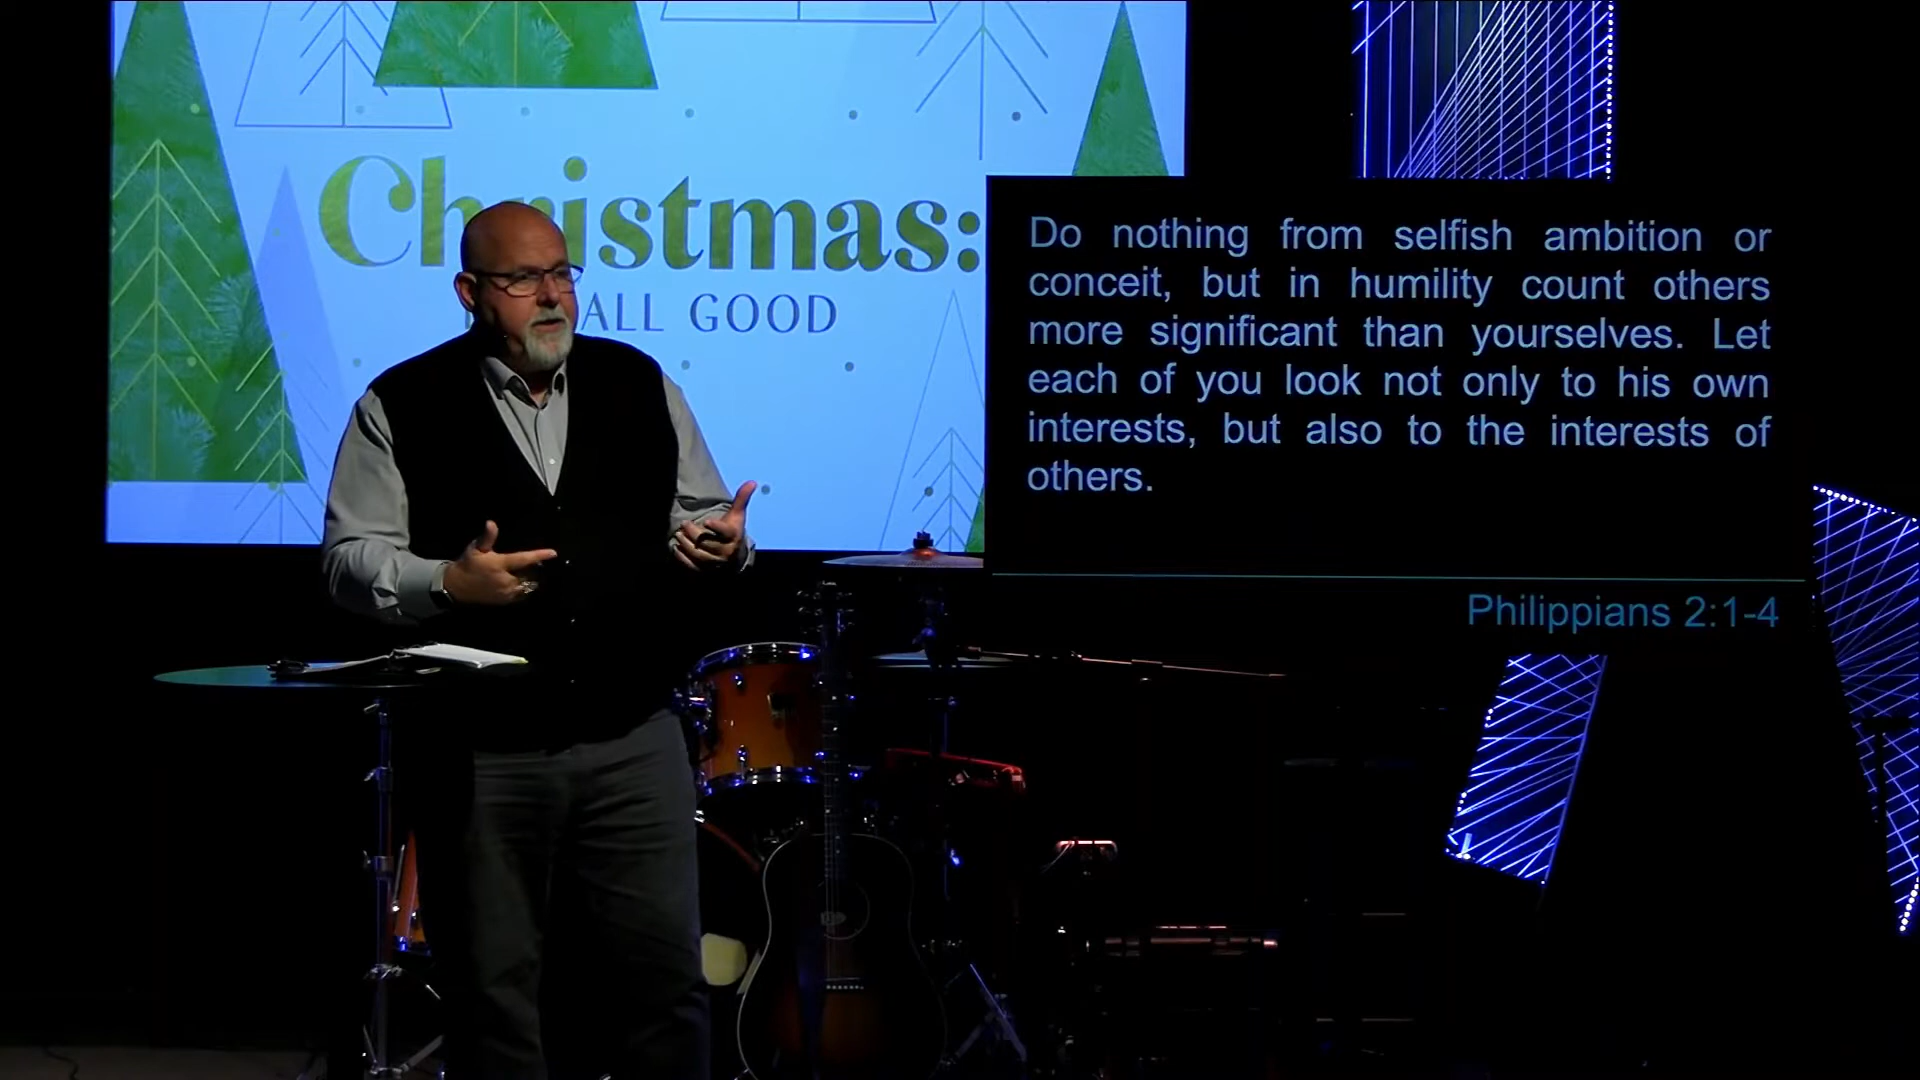 Christmas:
ALL GOOD
Do nothing from selfish ambition or
conceit, but in humility count others
more significant than yourselves. Let
each of you look not only to his own
interests, but also to the interests of
others.
Philippians 2:1-4